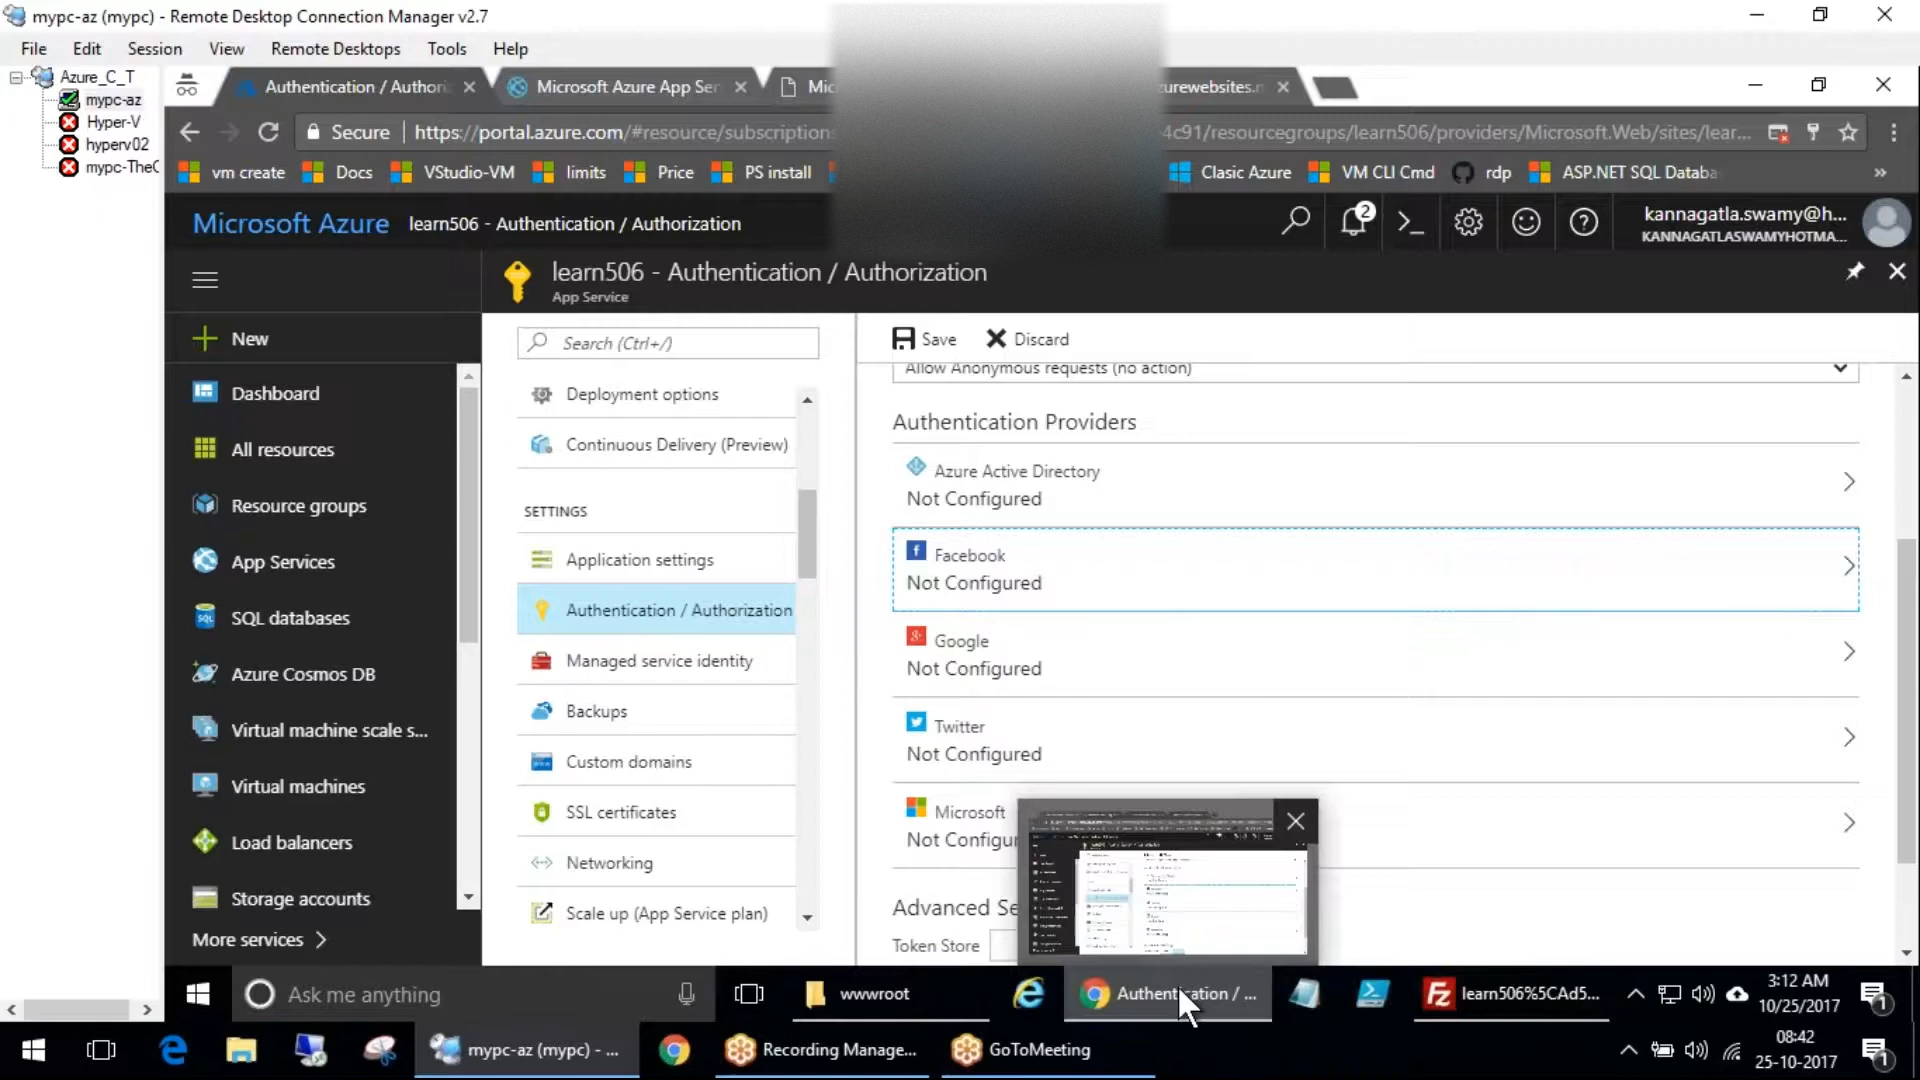 mypc-az (mypc) - Remote Desktop Connection Manager v2.7
File Edit Session View Remote Desktops Tools Help
Azure_C_T
mypc-az
Hyper-V
hyperv02
mypc-TheC
Authentication / Authori
Microsoft Azure App Ser
Mic
urewebsites.n
Secure
https://portal.azure.com/#resource/subscriptions
4c91/resourcegroups/learn506/providers/Microsoft.Web/sites/lear...
vm create
Docs
VStudio-VM
limits
Price
PS install
Clasic Azure
VM CLI Cmd
rdp
ASP.NET SQL Databa
»
Microsoft Azure
learn506 - Authentication / Authorization
2
kannagatla.swamy@h...
KANNAGATLASWAMYHOTMA...
learn506 - Authentication / Authorization
App Service
New
Dashboard
All resources
Resource groups
App Services
SQL databases
Azure Cosmos DB
Virtual machine scale s...
Virtual machines
Load balancers
Storage accounts
More services
Search (Ctrl+/)
Deployment options
Continuous Delivery (Preview)
SETTINGS
Application settings
Authentication / Authorization
Managed service identity
Backups
Custom domains
SSL certificates
Networking
Scale up (App Service plan)
Save
Discard
Allow Anonymous requests (no action)
Authentication Providers
Azure Active Directory
Not Configured
Facebook
Not Configured
Google
Not Configured
Twitter
Not Configured
Microsoft
Not Configu
Advanced Se
Token Store
Ask me anything
wwwroot
Authentication / ...
learn506%5CAd5...
3:12 AM
10/25/2017
1
mypc-az (mypc) - ...
Recording Manage...
GoToMeeting
08:42
25-10-2017
1